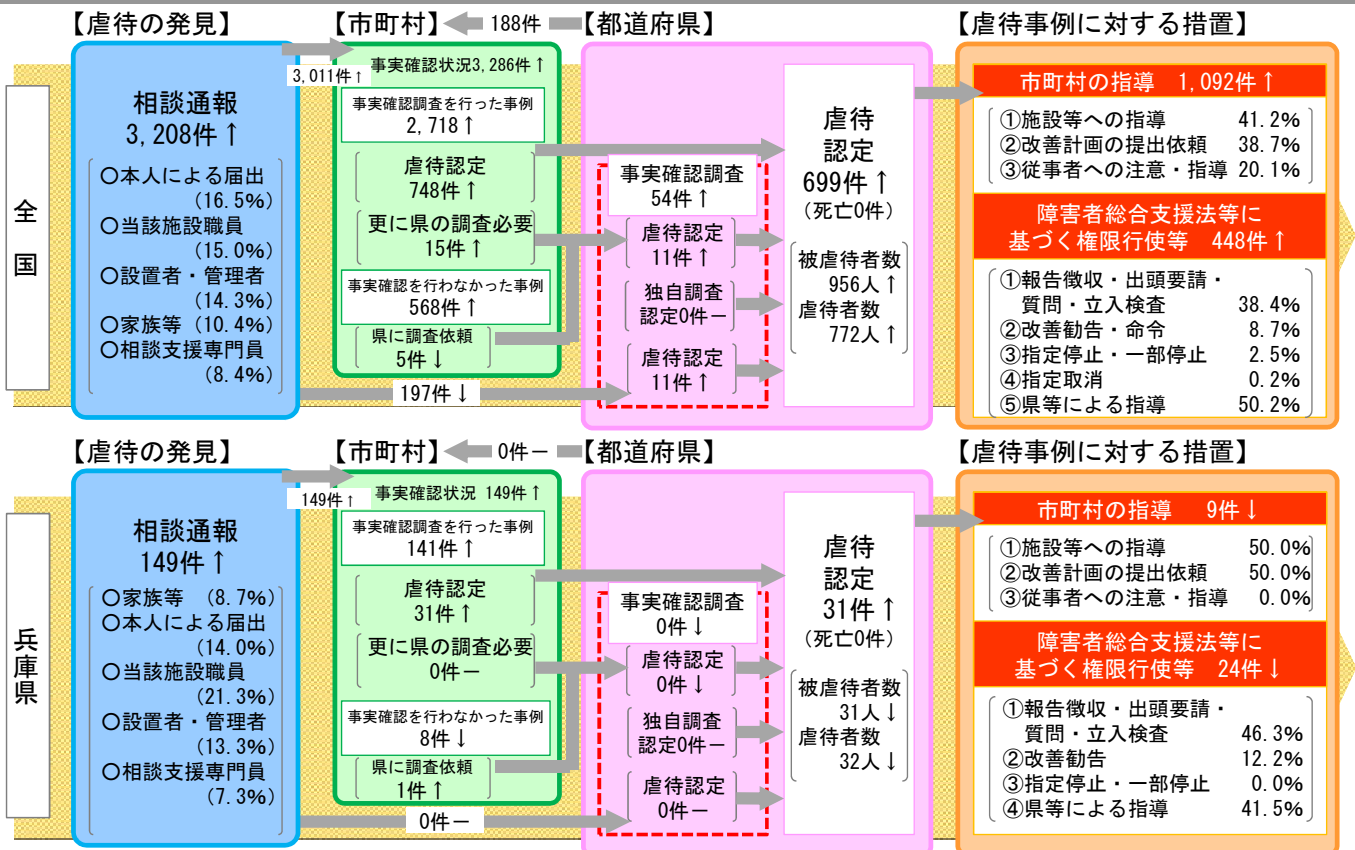 【虐待の発見】
【市町村】
188件
【都道府県】
【虐待事例に対する措置】
全
国
相談通報
3,208件↑
〇本人による届出
(16.5%)
〇当該施設職員
(15.0%)
〇設置者・管理者
(14.3%)
〇家族等 (10.4%)
〇相談支援専門員
(8.4%)
3,011件↑
事実確認状況3,286件↑
事実確認調査を行った事例
2,718↑
虐待認定
748件↑
更に県の調査必要
15件↑
事実確認を行わなかった事例
568件↑
県に調査依頼
5件↓
197件↓
事実確認調査
54件↑
虐待認定
11件↑
独自調査
認定0件－
虐待認定
11件↑
虐待
認定
699件↑
(死亡0件)
被虐待者数
956人↑
虐待者数
772人↑
市町村の指導 1,092件↑
①施設等への指導 41.2%
②改善計画の提出依頼 38.7%
③従事者への注意・指導 20.1%
障害者総合支援法等に
基づく権限行使等 448件↑
①報告徴収・出頭要請・
質問・立入検査 38.4%
②改善勧告・命令 8.7%
③指定停止・一部停止 2.5%
④指定取消 0.2%
⑤県等による指導 50.2%
【虐待の発見】
【市町村】
0件－
【都道府県】
【虐待事例に対する措置】
兵
庫
県
相談通報
149件↑
〇家族等 (8.7%)
〇本人による届出
(14.0%)
〇当該施設職員
(21.3%)
〇設置者・管理者
(13.3%)
〇相談支援専門員
(7.3%)
149件↑
事実確認状況 149件↑
事実確認調査を行った事例
141件↑
虐待認定
31件↑
更に県の調査必要
0件－
事実確認を行わなかった事例
8件↓
県に調査依頼
1件↑
0件－
事実確認調査
0件↓
虐待認定
0件↓
独自調査
認定0件－
虐待認定
0件－
虐待
認定
31件↑
(死亡0件)
被虐待者数
31人↓
虐待者数
32人↓
市町村の指導 9件↓
①施設等への指導 50.0%
②改善計画の提出依頼 50.0%
③従事者への注意・指導 0.0%
障害者総合支援法等に
基づく権限行使等 24件↓
①報告徴収・出頭要請・
質問・立入検査 46.3%
②改善勧告 12.2%
③指定停止・一部停止 0.0%
④県等による指導 41.5%